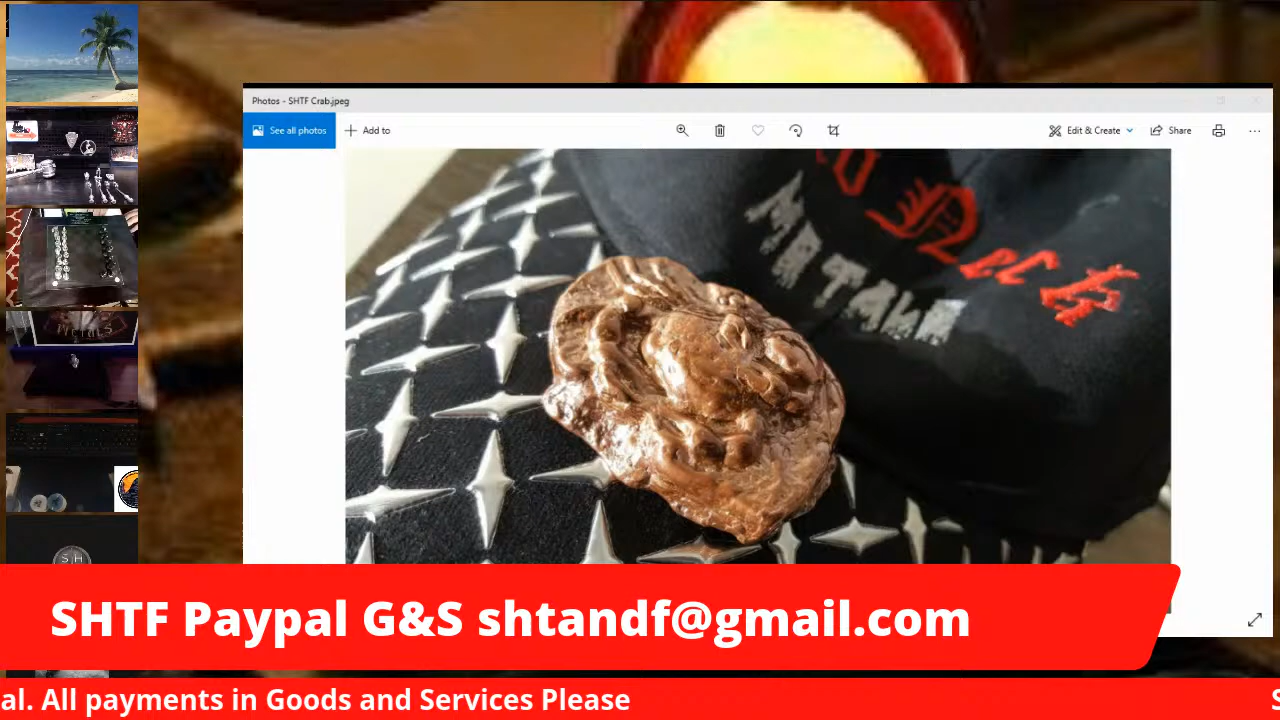 Photos - SHTF Crab.jpeg
See all photos
Add to
Edit & Create
Share
Neck
METALS
S H
SHTF Paypal G&S shtandf@gmail.com
al. All payments in Goods and Services Please
S